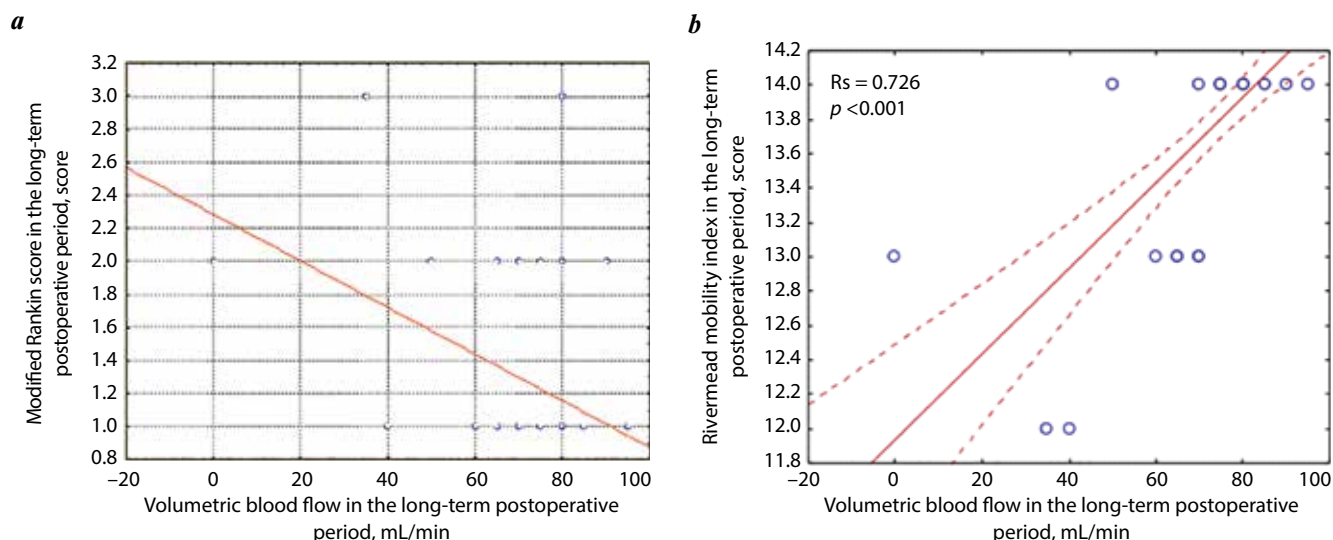 a
Modified Rankin score in the long-term
postoperative period, score
3.2
3.0
2.8
2.6
2.4
2.2
2.0
1.8
1.6
1.4
1.2
1.0
0.8
−20 0 20 40 60 80 100
Volumetric blood flow in the long-term postoperative
period, mL/min
b
Rivermead mobility index in the long-term
postoperative period, score
14.2
14.0
13.8
13.6
13.4
13.2
13.0
12.8
12.6
12.4
12.2
12.0
11.8
Rs = 0.726
p <0.001
−20 0 20 40 60 80 100
Volumetric blood flow in the long-term postoperative
period, mL/min